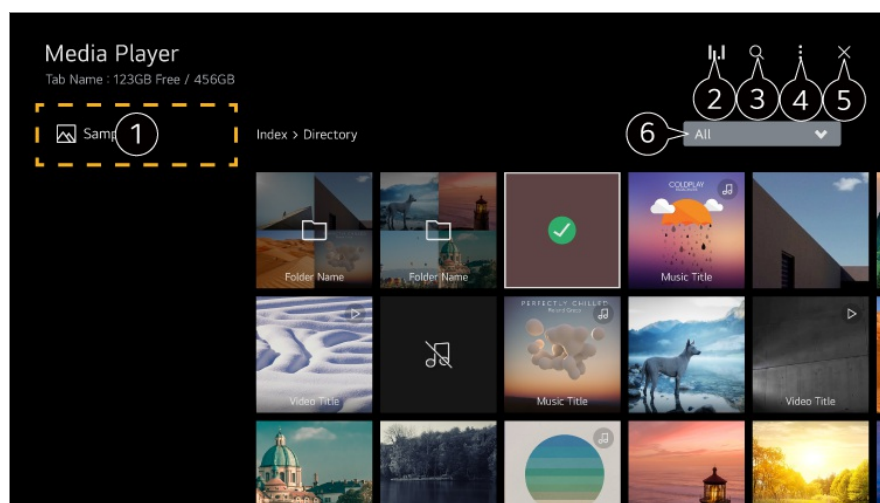 Media Player
Tab Name : 123GB Free / 456GB
2
3
4
5
1
Index > Directory
6
All
Folder Name
Folder Name
COLDPLAY
Music Title
Video Title
PERFECTLY CHILLED
Music Title
Video Title